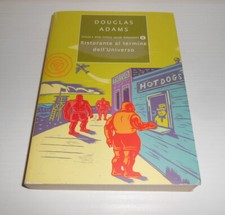 DOUGLAS
ADAMS
Ristorante al termine
dell'Universo
HOT DOGS